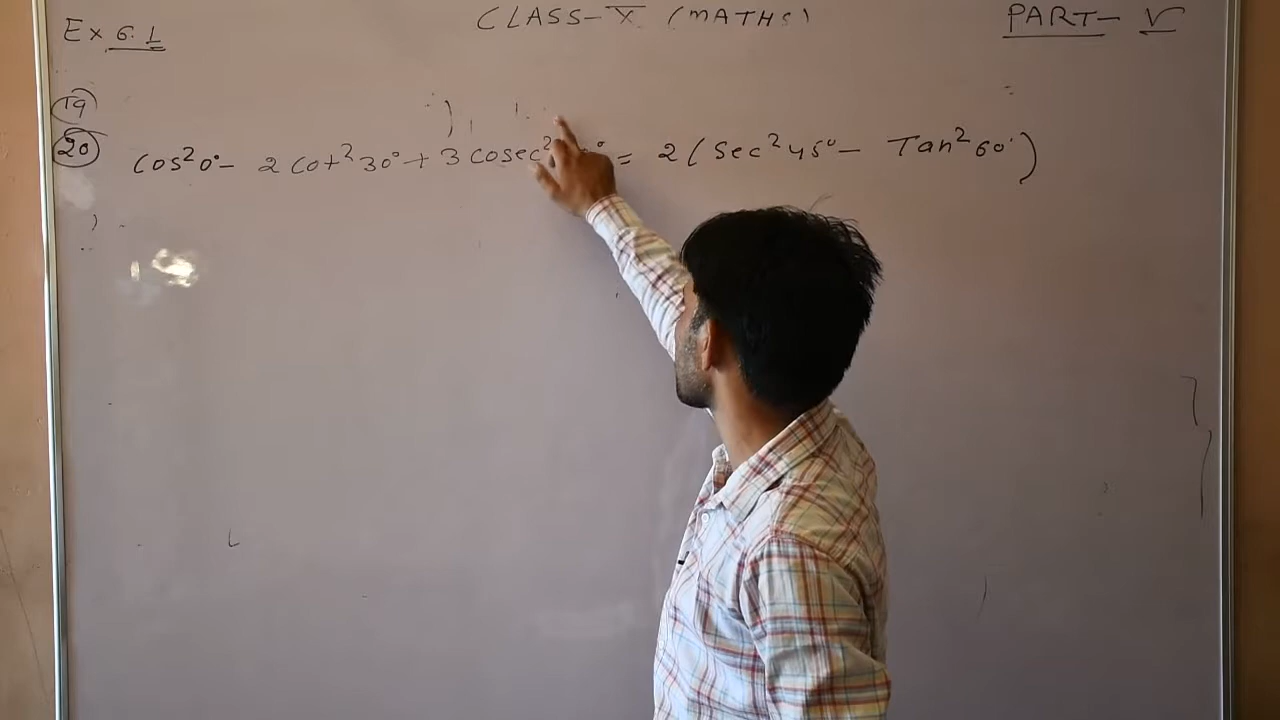 Ex 6.1
CLASS-X (MATHS)
PART-V
19
20 Cos²0° - 2 Cot²30° + 3 Cosec² = 2 (Sec²45° - Tan²60°)